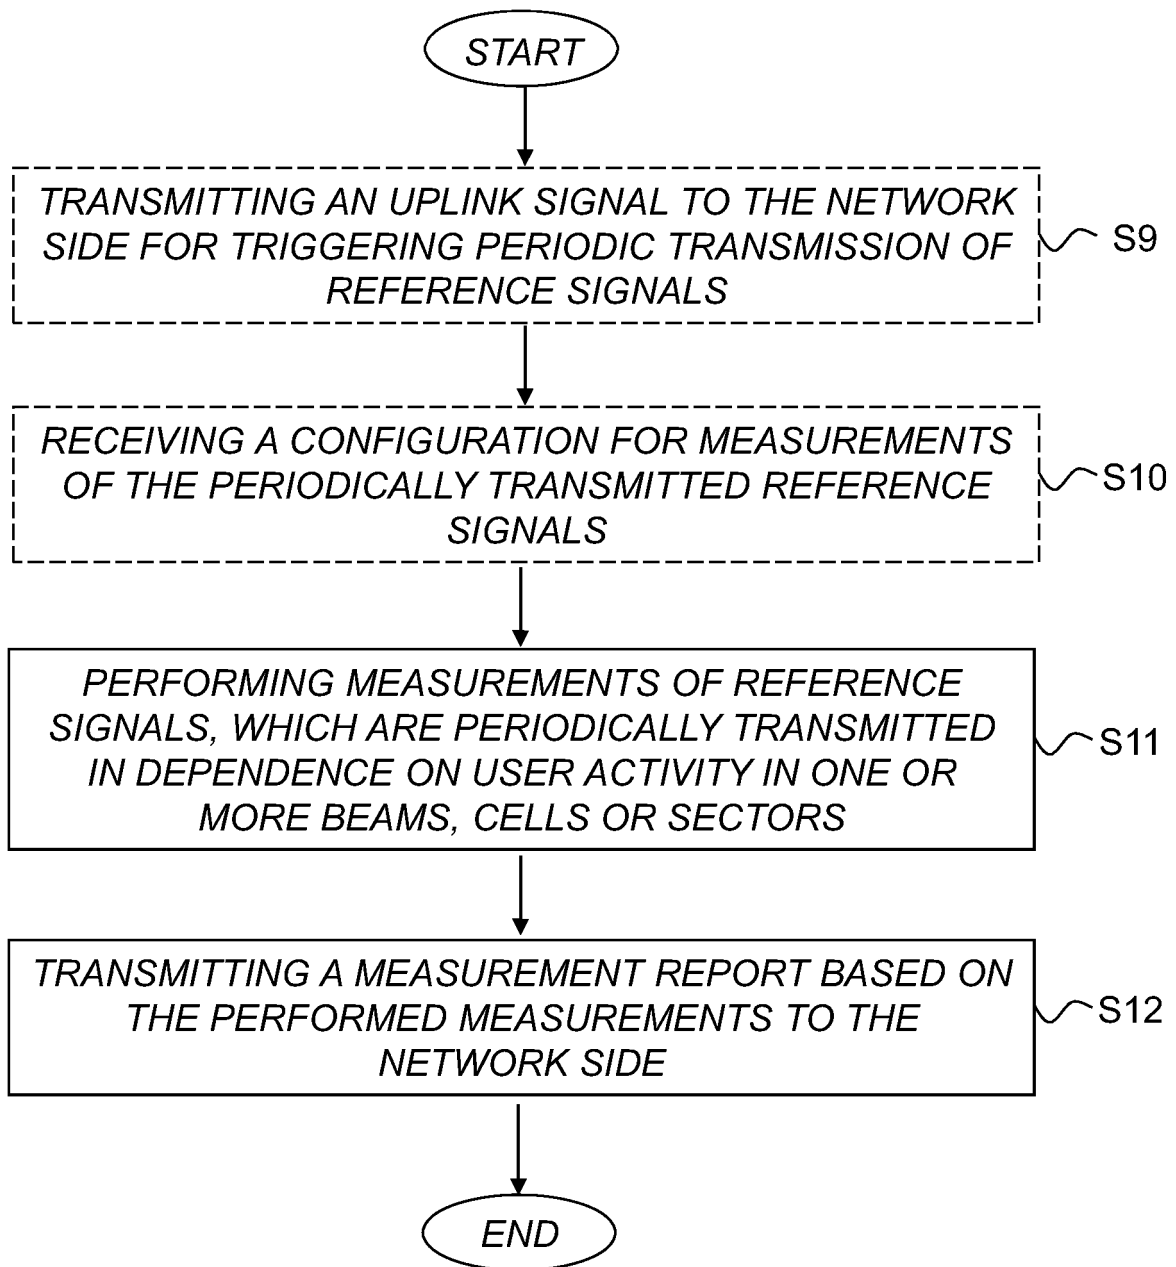 START
TRANSMITTING AN UPLINK SIGNAL TO THE NETWORK
SIDE FOR TRIGGERING PERIODIC TRANSMISSION OF
REFERENCE SIGNALS
S9
RECEIVING A CONFIGURATION FOR MEASUREMENTS
OF THE PERIODICALLY TRANSMITTED REFERENCE
SIGNALS
S10
PERFORMING MEASUREMENTS OF REFERENCE
SIGNALS, WHICH ARE PERIODICALLY TRANSMITTED
IN DEPENDENCE ON USER ACTIVITY IN ONE OR
MORE BEAMS, CELLS OR SECTORS
S11
TRANSMITTING A MEASUREMENT REPORT BASED ON
THE PERFORMED MEASUREMENTS TO THE
NETWORK SIDE
S12
END